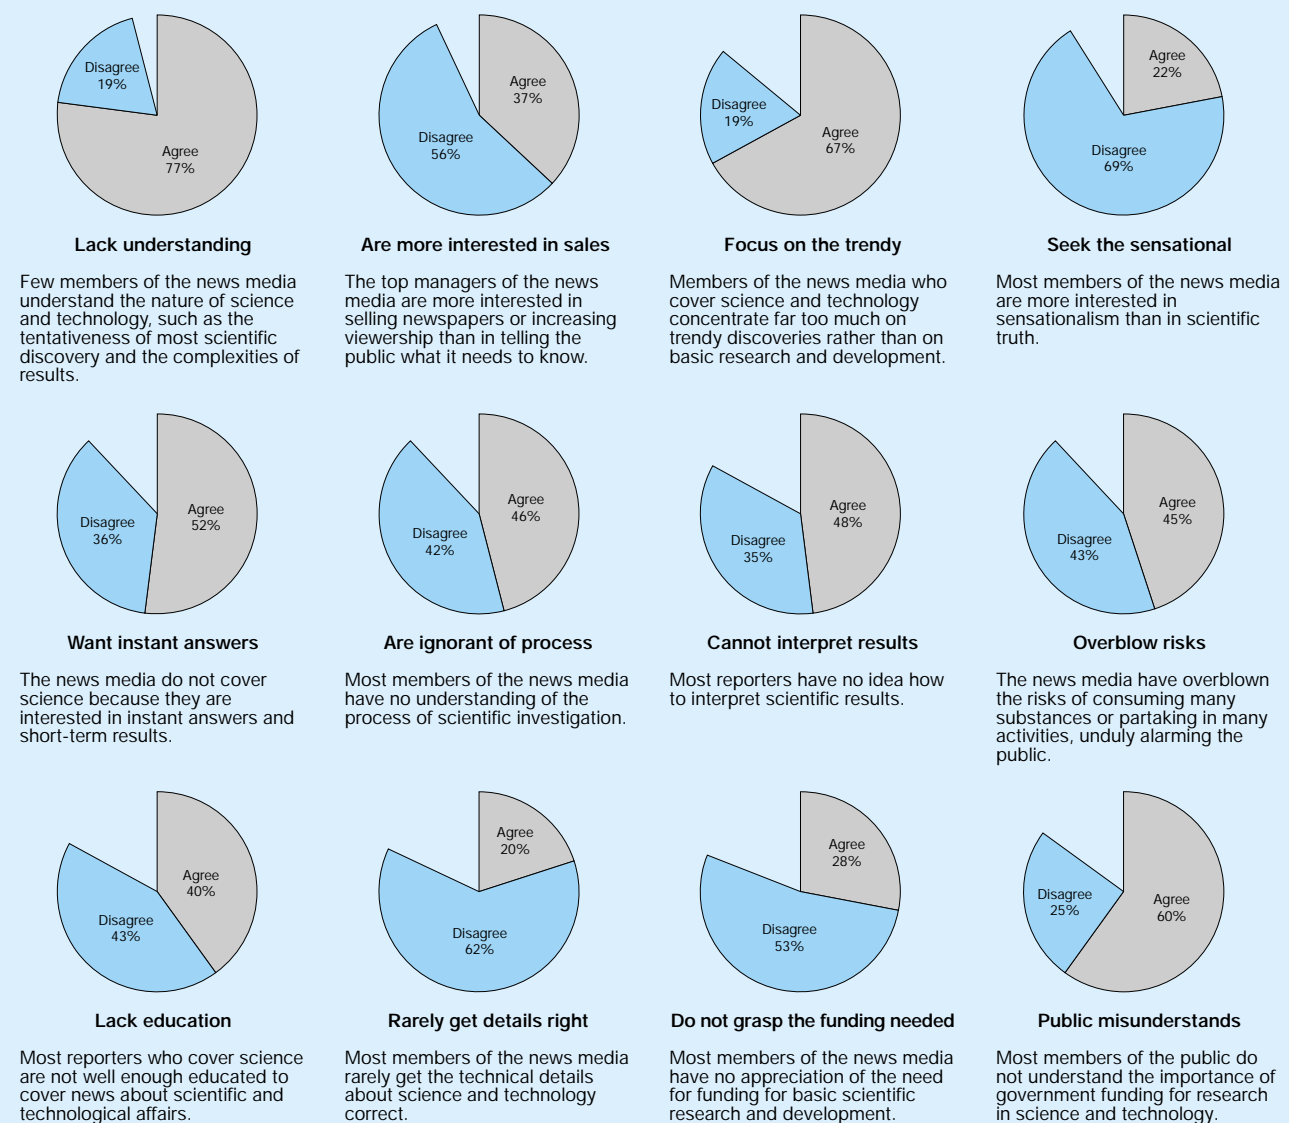 Disagree
19%
Agree
77%
Lack understanding
Few members of the news media
understand the nature of science
and technology, such as the
tentativeness of most scientific
discovery and the complexities of
results.
Agree
37%
Disagree
56%
Are more interested in sales
The top managers of the news
media are more interested in
selling newspapers or increasing
viewership than in telling the
public what it needs to know.
Disagree
19%
Agree
67%
Focus on the trendy
Members of the news media who
cover science and technology
concentrate far too much on
trendy discoveries rather than on
basic research and development.
Agree
22%
Disagree
69%
Seek the sensational
Most members of the news media
are more interested in
sensationalism than in scientific
truth.
Agree
52%
Disagree
36%
Want instant answers
The news media do not cover
science because they are
interested in instant answers and
short-term results.
Agree
46%
Disagree
42%
Are ignorant of process
Most members of the news media
have no understanding of the
process of scientific investigation.
Agree
48%
Disagree
35%
Cannot interpret results
Most reporters have no idea how
to interpret scientific results.
Agree
45%
Disagree
43%
Overblow risks
The news media have overblown
the risks of consuming many
substances or partaking in many
activities, unduly alarming the
public.
Agree
40%
Disagree
43%
Lack education
Most reporters who cover science
are not well enough educated to
cover news about scientific and
technological affairs.
Agree
20%
Disagree
62%
Rarely get details right
Most members of the news media
rarely get the technical details
about science and technology
correct.
Agree
28%
Disagree
53%
Do not grasp the funding needed
Most members of the news media
have no appreciation of the need
for funding for basic scientific
research and development.
Disagree
25%
Agree
60%
Public misunderstands
Most members of the public do
not understand the importance of
government funding for research
in science and technology.